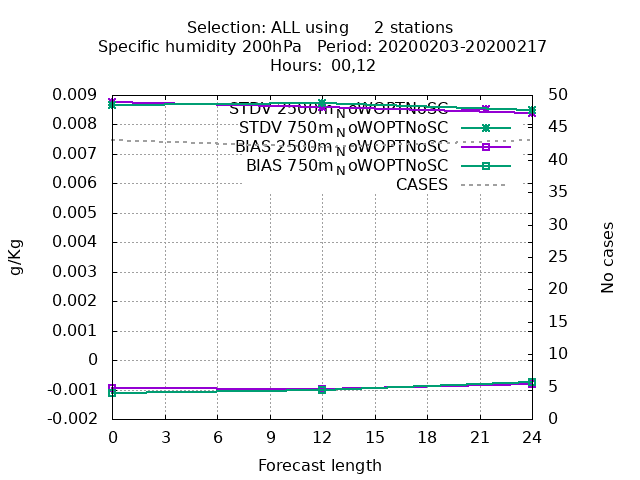 Selection: ALL using 2 stations
Specific humidity 200hPa Period: 20200203-20200217
Hours: 00,12
0.009
0.008
0.007
0.006
0.005
0.004
0.003
0.002
0.001
0
-0.001
-0.002
g/Kg
STDV 2500m_NoWOPTNoSC
STDV 750m_NoWOPTNoSC
BIAS 2500m_NoWOPTNoSC
BIAS 750m_NoWOPTNoSC
CASES
50
45
40
35
30
25
20
15
10
5
0
No cases
0 3 6 9 12 15 18 21 24
Forecast length